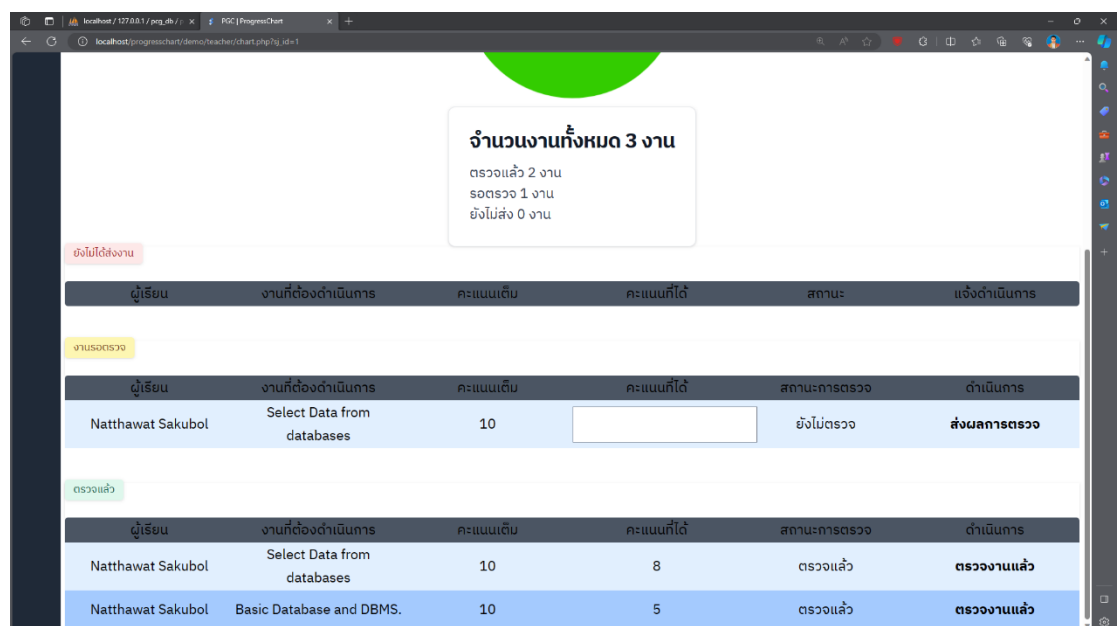 localhost / 127.0.0.1 / pcg_db / p
PGC | ProgressChart
localhost/progresschart/demo/teacher/chart.php?sj_id=1
จำนวนงานทั้งหมด 3 งาน
ตรวจแล้ว 2 งาน
รอตรวจ 1 งาน
ยังไม่ส่ง 0 งาน
ยังไม่ได้ส่งงาน
ผู้เรียน งานที่ต้องดำเนินการ คะแนนเต็ม คะแนนที่ได้ สถานะ แจ้งดำเนินการ
งานรอตรวจ
ผู้เรียน งานที่ต้องดำเนินการ คะแนนเต็ม คะแนนที่ได้ สถานะการตรวจ ดำเนินการ
Natthawat Sakubol Select Data from databases 10 ยังไม่ตรวจ ส่งผลการตรวจ
ตรวจแล้ว
ผู้เรียน งานที่ต้องดำเนินการ คะแนนเต็ม คะแนนที่ได้ สถานะการตรวจ ดำเนินการ
Natthawat Sakubol Select Data from databases 10 8 ตรวจแล้ว ตรวจงานแล้ว
Natthawat Sakubol Basic Database and DBMS. 10 5 ตรวจแล้ว ตรวจงานแล้ว